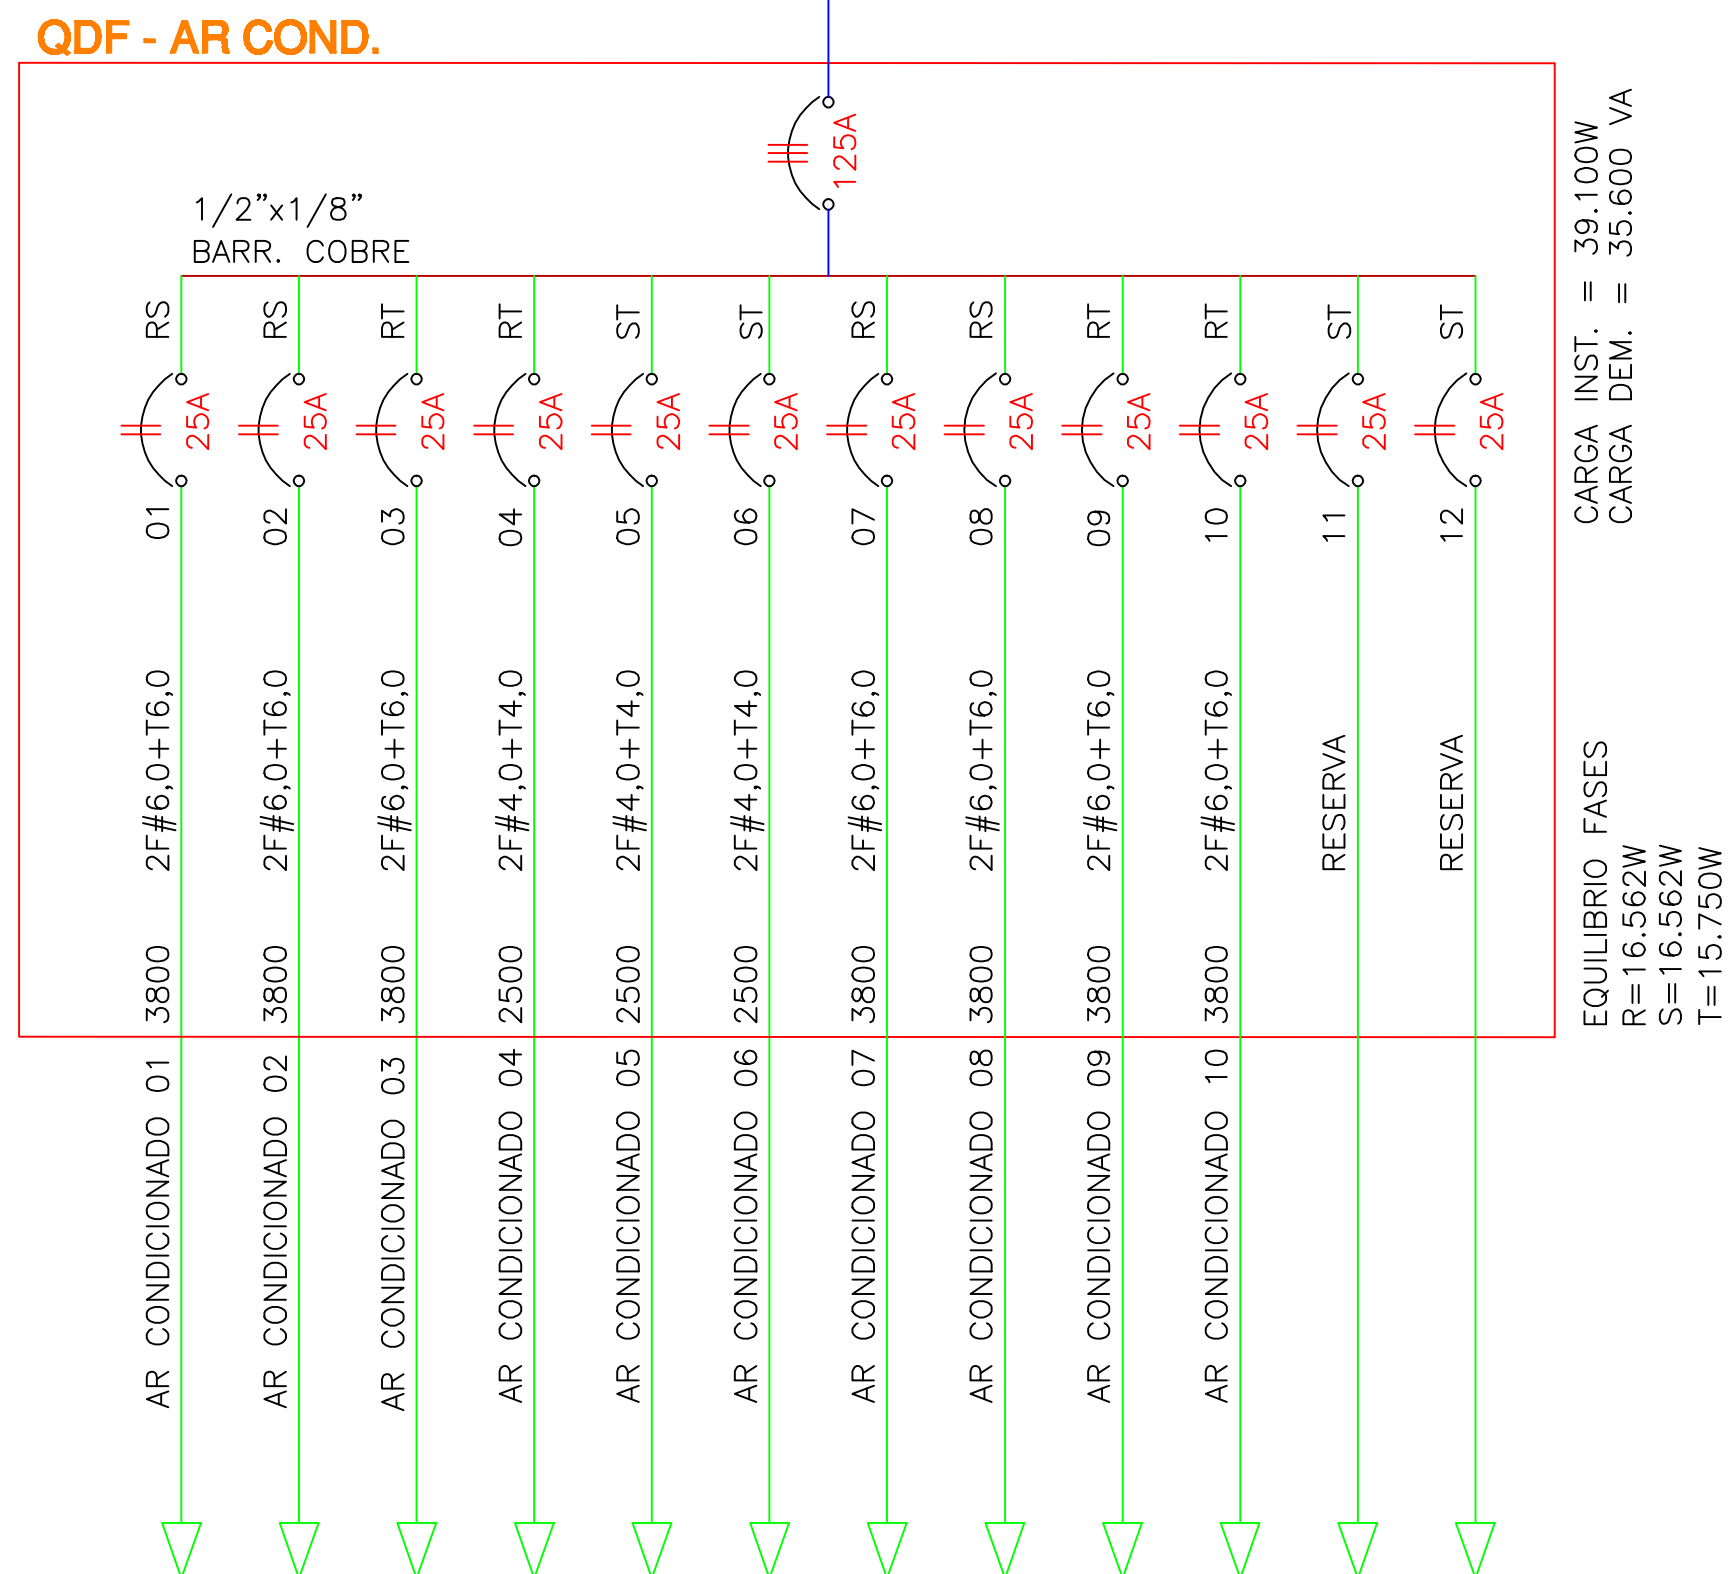 QDF - AR COND.
125A
1/2”x1/8”
BARR. COBRE
RS
25A
01
2F#6,0+T6,0
3800
AR CONDICIONADO 01
RS
25A
02
2F#6,0+T6,0
3800
AR CONDICIONADO 02
RT
25A
03
2F#6,0+T6,0
3800
AR CONDICIONADO 03
RT
25A
04
2F#4,0+T4,0
2500
AR CONDICIONADO 04
ST
25A
05
2F#4,0+T4,0
2500
AR CONDICIONADO 05
ST
25A
06
2F#4,0+T4,0
2500
AR CONDICIONADO 06
RS
25A
07
2F#6,0+T6,0
3800
AR CONDICIONADO 07
RS
25A
08
2F#6,0+T6,0
3800
AR CONDICIONADO 08
RT
25A
09
2F#6,0+T6,0
3800
AR CONDICIONADO 09
RT
25A
10
2F#6,0+T6,0
3800
AR CONDICIONADO 10
ST
25A
11
RESERVA
ST
25A
12
RESERVA
CARGA INST. = 39.100W
CARGA DEM. = 35.600 VA
EQUILIBRIO FASES
R=16.562W
S=16.562W
T=15.750W